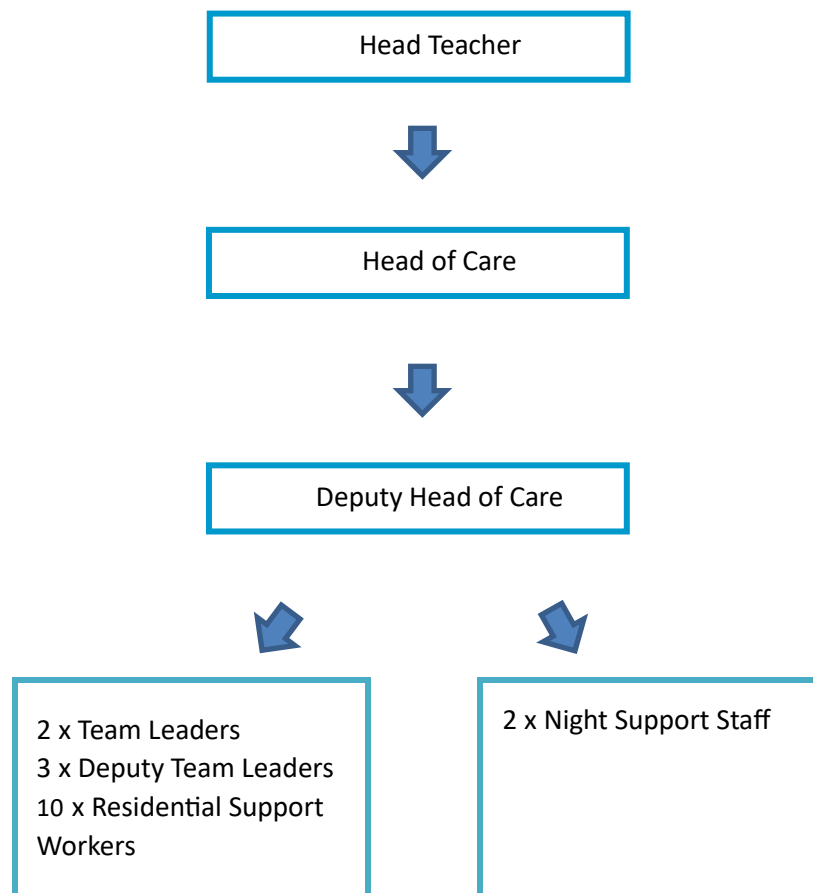 Head Teacher
Head of Care
Deputy Head of Care
2 x Team Leaders
3 x Deputy Team Leaders
10 x Residential Support
Workers
2 x Night Support Staff